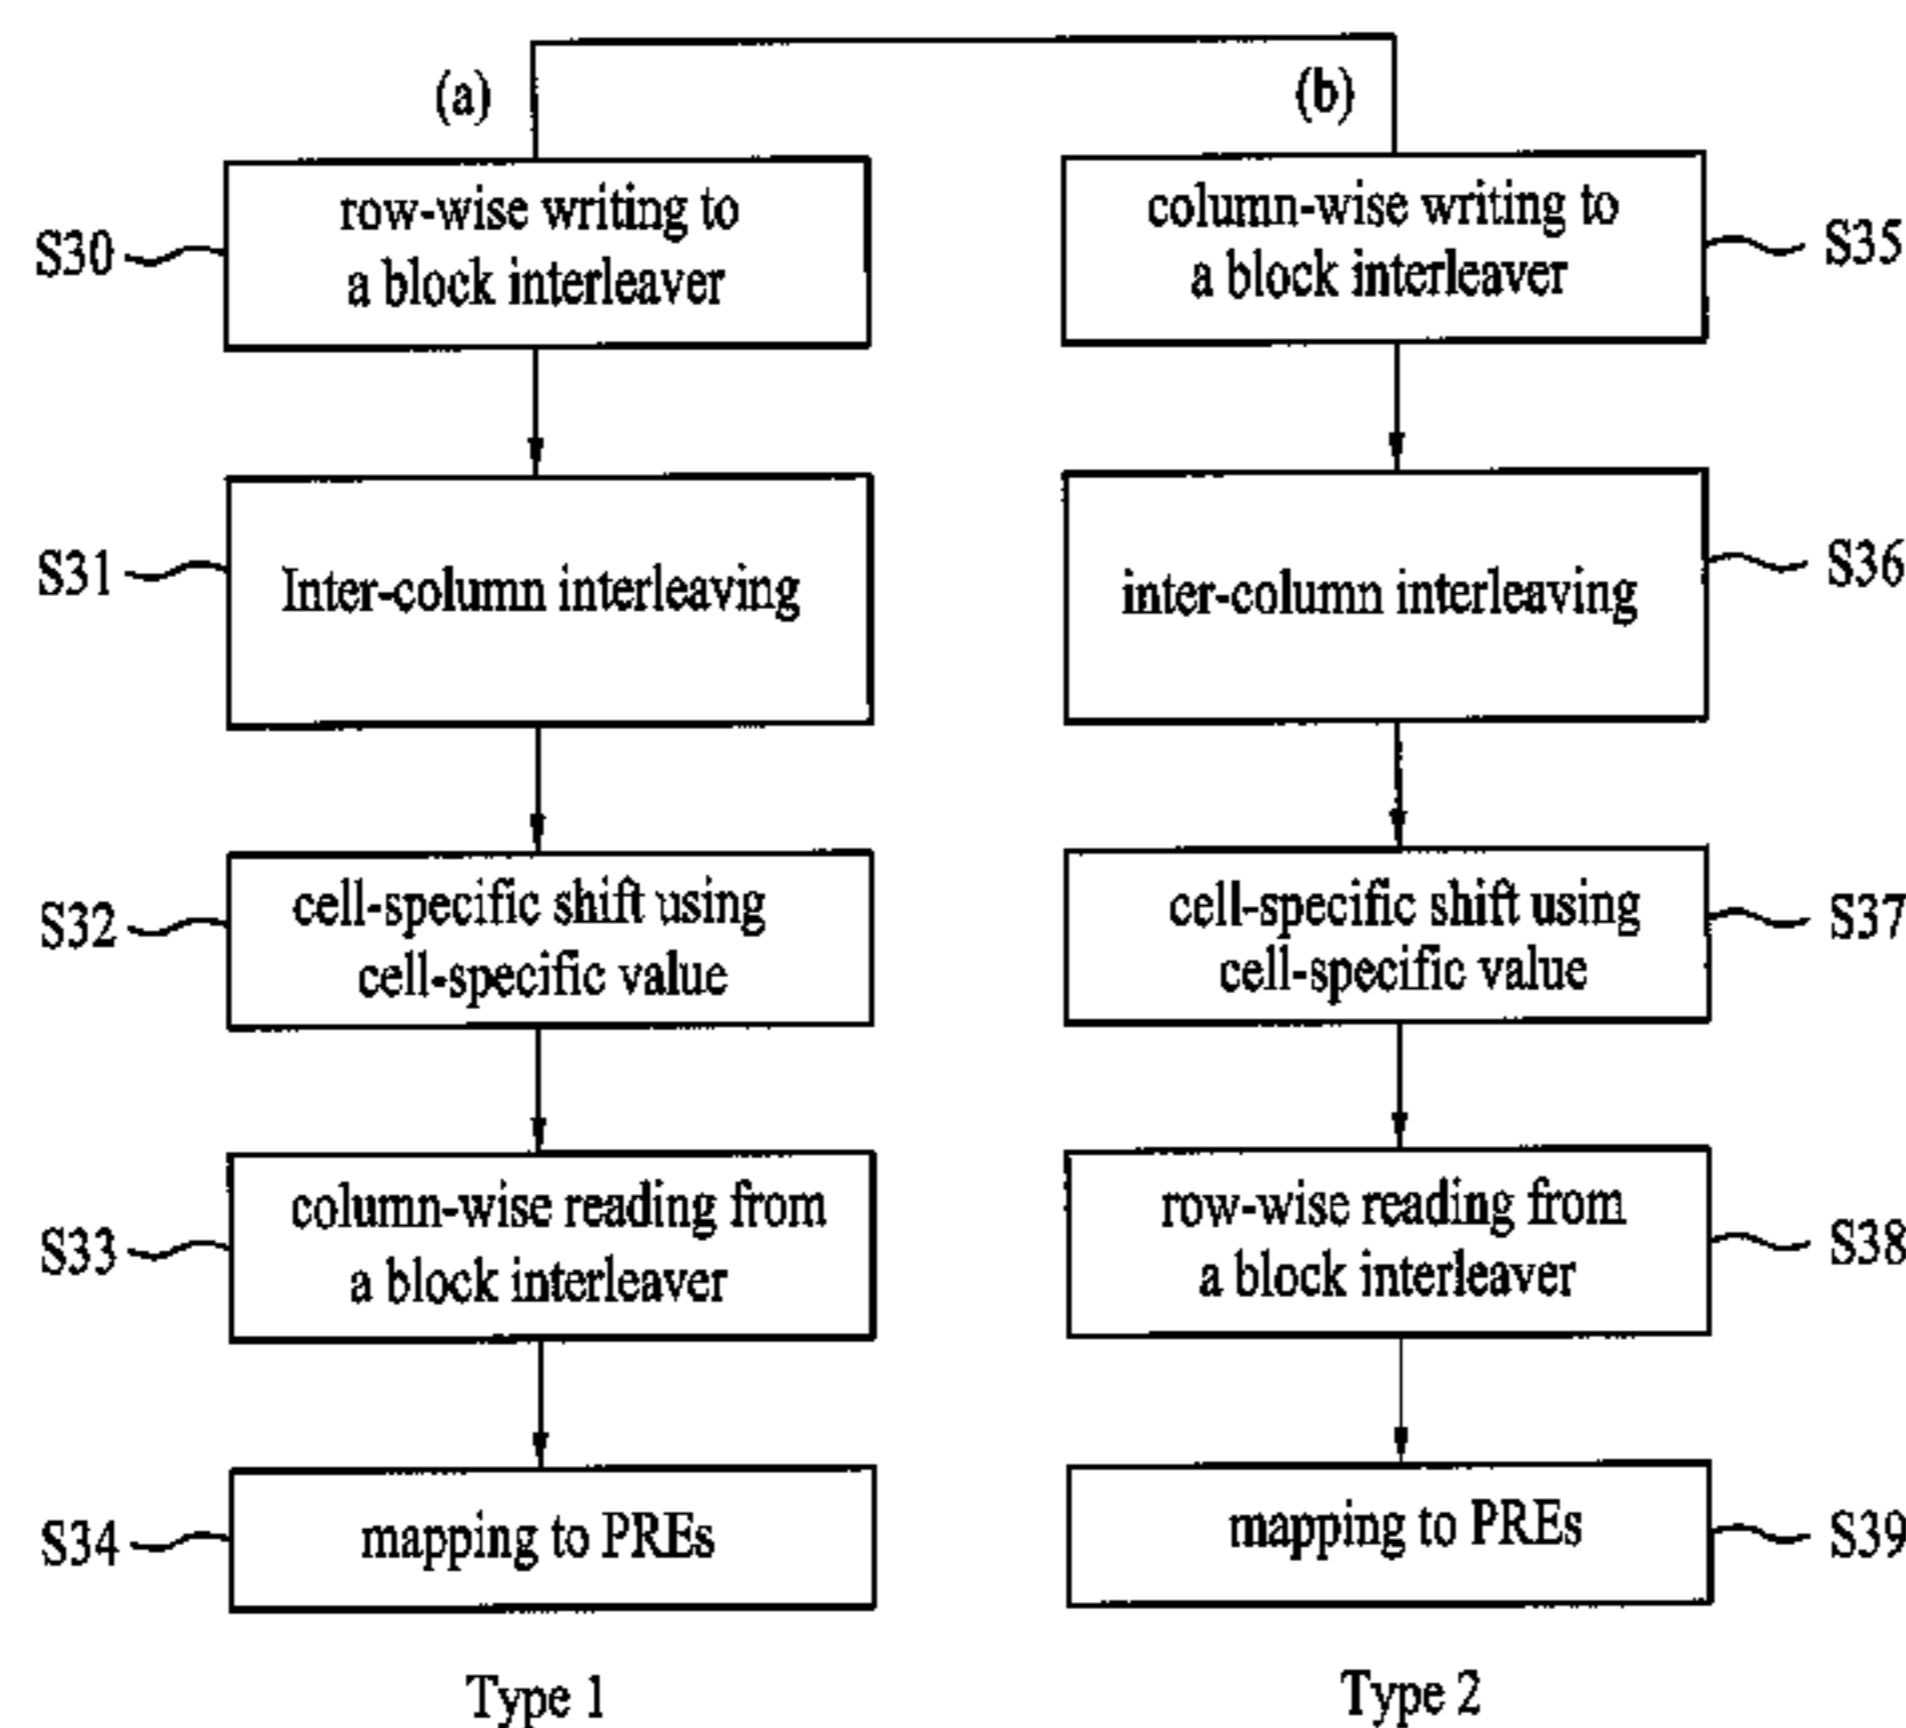 (a)
(b)
S30
row-wise writing to
a block interleaver
column-wise writing to
a block interleaver
S35
S31
Inter-column interleaving
inter-column interleaving
S36
S32
cell-specific shift using
cell-specific value
cell-specific shift using
cell-specific value
S37
S33
column-wise reading from
a block interleaver
row-wise reading from
a block interleaver
S38
S34
mapping to PREs
mapping to PREs
S39
Type 1
Type 2